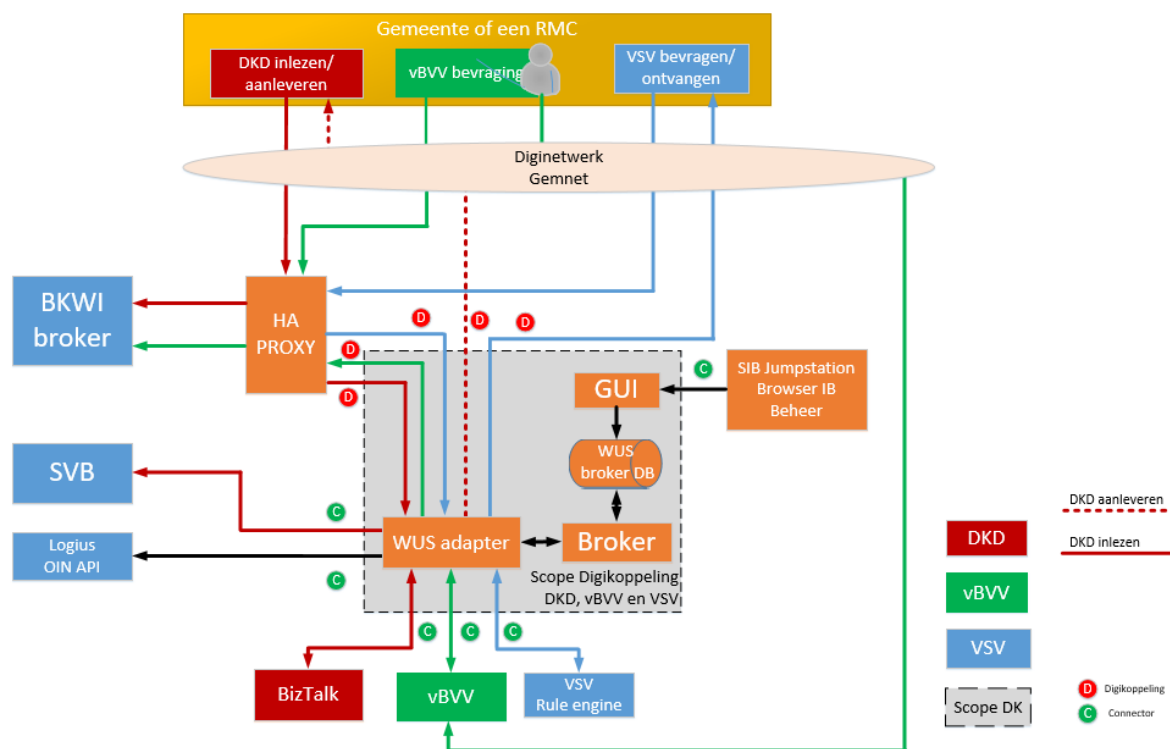 Gemeente of een RMC
DKD inlezen/
aanleveren
vBVV bevraging
VSV bevragen/
ontvangen
Diginetwerk
Gemnet
BKWI
broker
HA
PROXY
D
D
D
D
D
C
GUI
SIB Jumpstation
Browser IB
Beheer
WUS
broker DB
SVB
C
WUS adapter
Broker
Logius
OIN API
C
Scope Digikoppeling
DKD, vBVV en VSV
C
C
C
BizTalk
vBVV
VSV
Rule engine
DKD aanleveren
DKD
DKD inlezen
vBVV
VSV
Scope DK
D Digikoppeling
C Connector